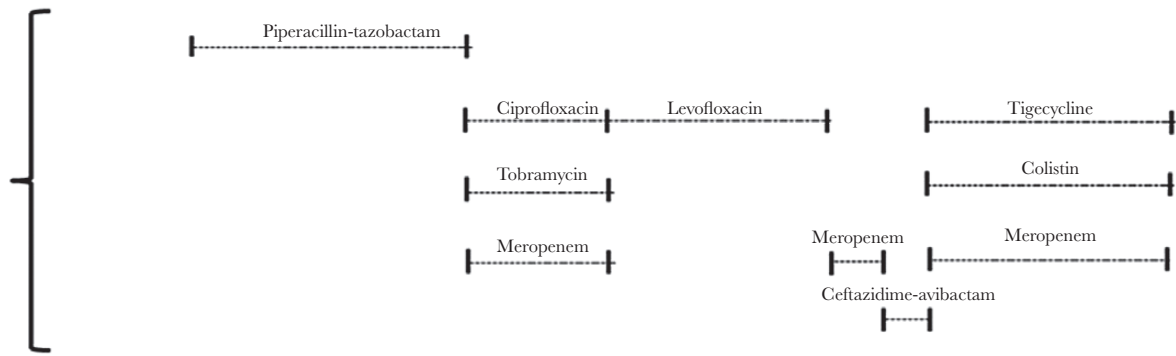 Piperacillin-tazobactam
Ciprofloxacin Levofloxacin Tigecycline
Tobramycin Colistin
Meropenem Meropenem Meropenem
Ceftazidime-avibactam